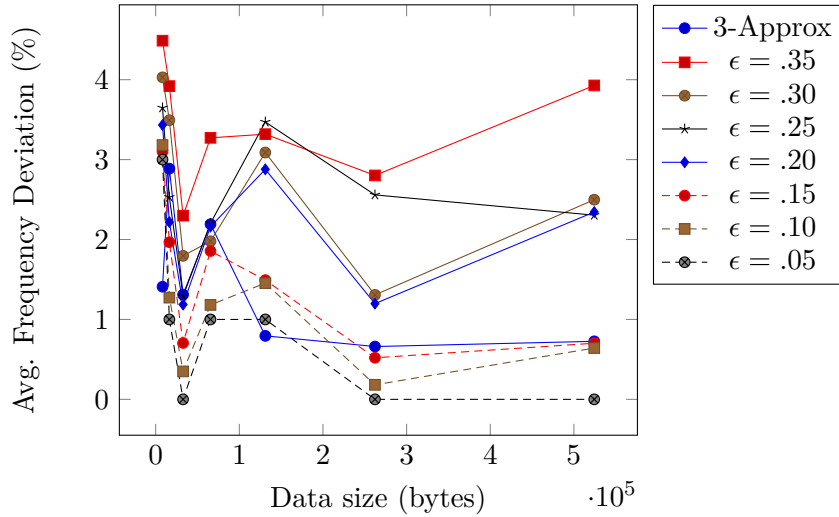 Avg. Frequency Deviation (%)
4
3
2
1
0
0 1 2 3 4 5
Data size (bytes) ·10^5
3-Approx
ϵ = .35
ϵ = .30
ϵ = .25
ϵ = .20
ϵ = .15
ϵ = .10
ϵ = .05